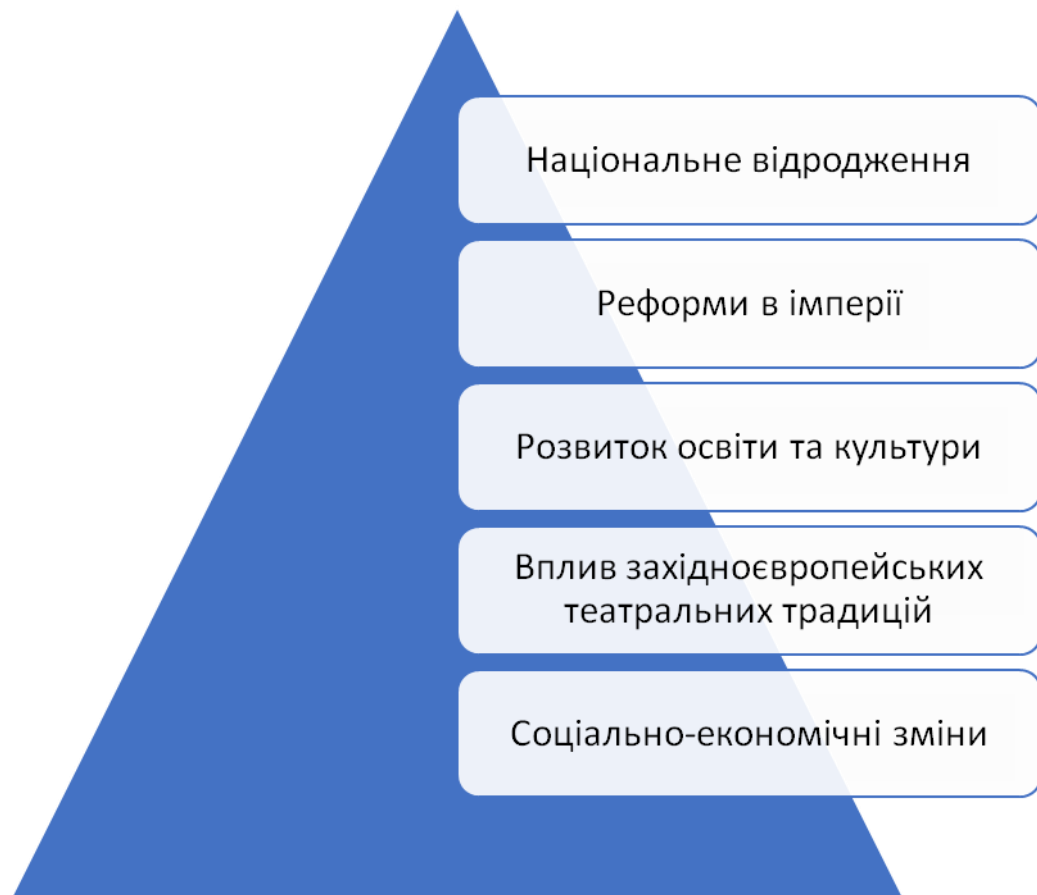 Національне відродження
Реформи в імперії
Розвиток освіти та культури
Вплив західноєвропейських
театральних традицій
Соціально-економічні зміни